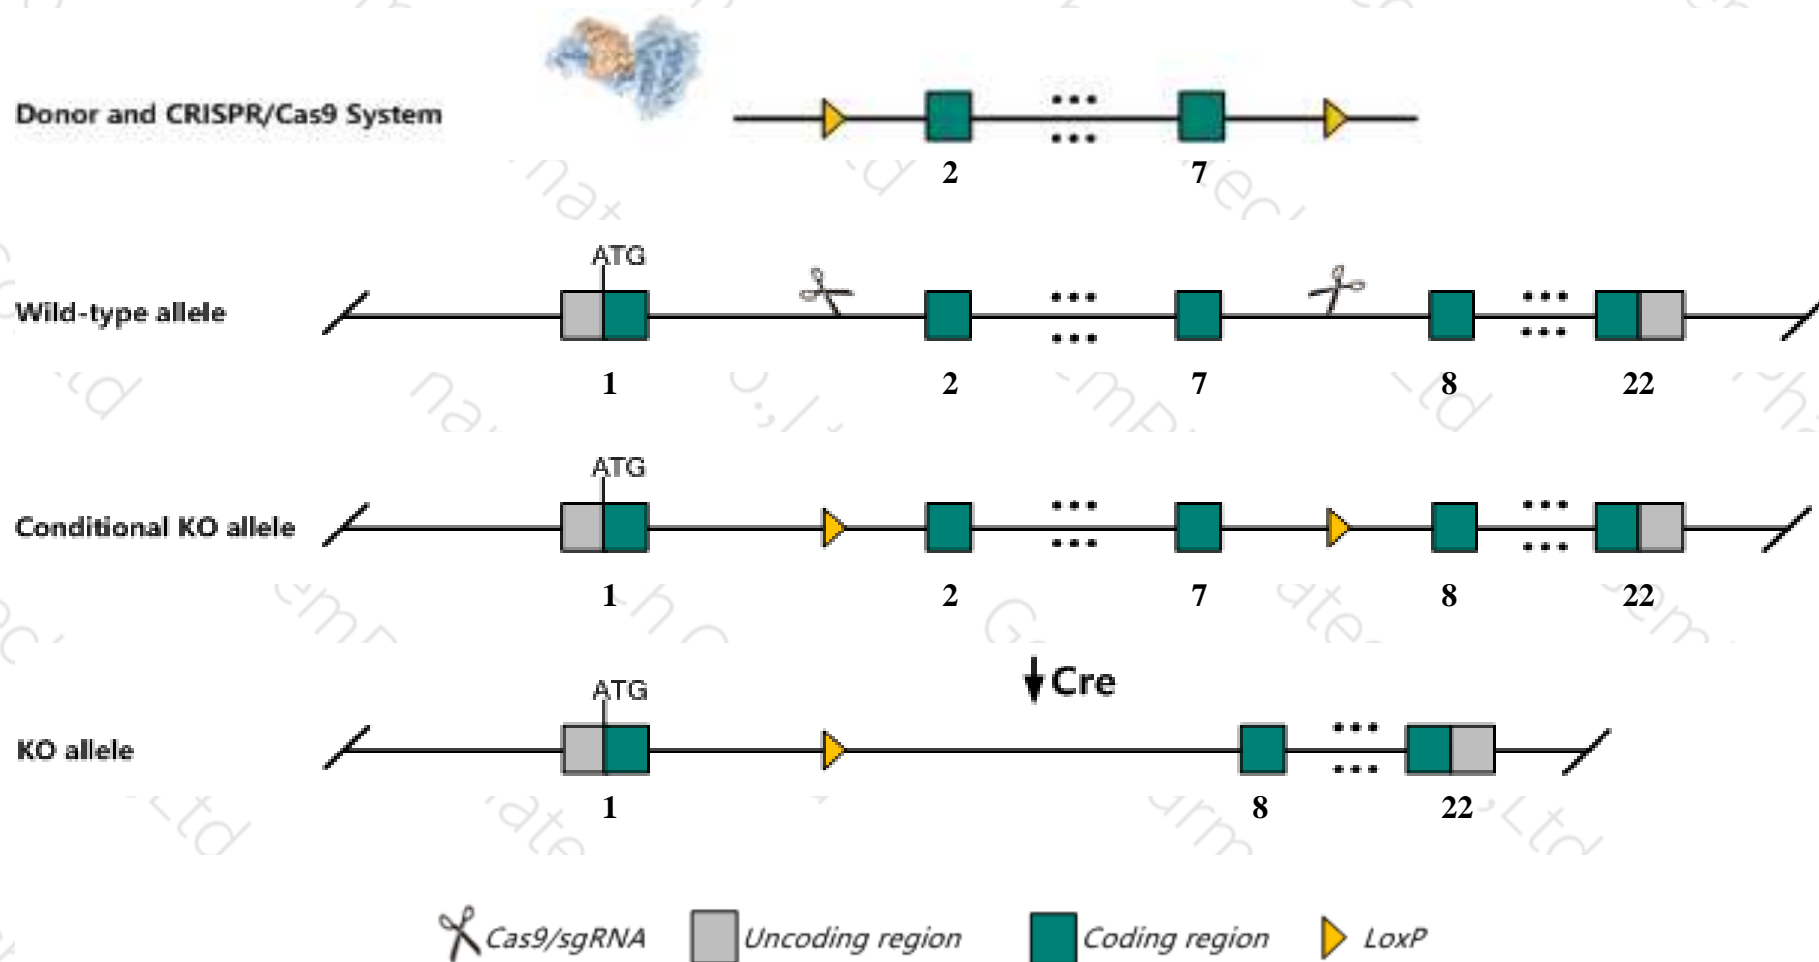 Donor and CRISPR/Cas9 System
2 7
ATG
Wild-type allele
1 2 7 8 22
ATG
Conditional KO allele
1 2 7 8 22
Cre
ATG
KO allele
1 8 22
Cas9/sgRNA Uncoding region Coding region LoxP